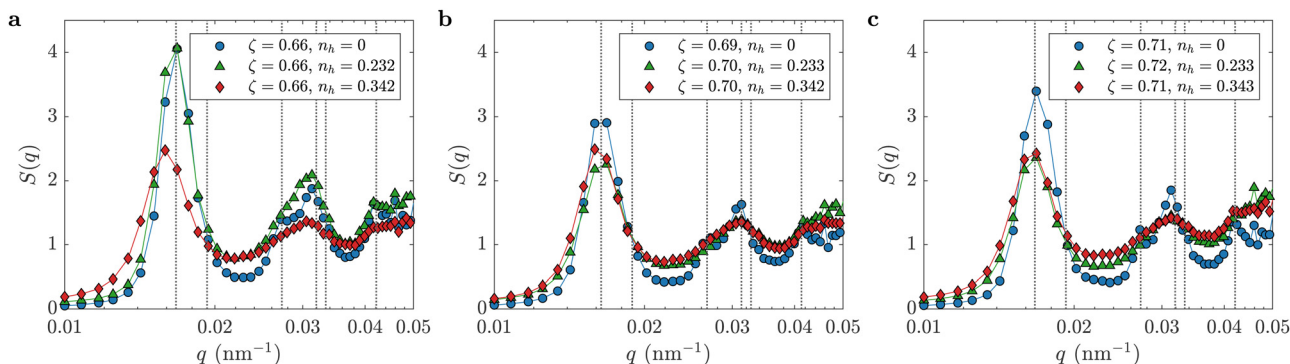 a
S(q)
4
3
2
1
0
0.01
0.02
0.03
0.04
0.05
q (nm⁻¹)
ζ = 0.66, n_h = 0
ζ = 0.66, n_h = 0.232
ζ = 0.66, n_h = 0.342
b
S(q)
4
3
2
1
0
0.01
0.02
0.03
0.04
0.05
q (nm⁻¹)
ζ = 0.69, n_h = 0
ζ = 0.70, n_h = 0.233
ζ = 0.70, n_h = 0.342
c
S(q)
4
3
2
1
0
0.01
0.02
0.03
0.04
0.05
q (nm⁻¹)
ζ = 0.71, n_h = 0
ζ = 0.72, n_h = 0.233
ζ = 0.71, n_h = 0.343